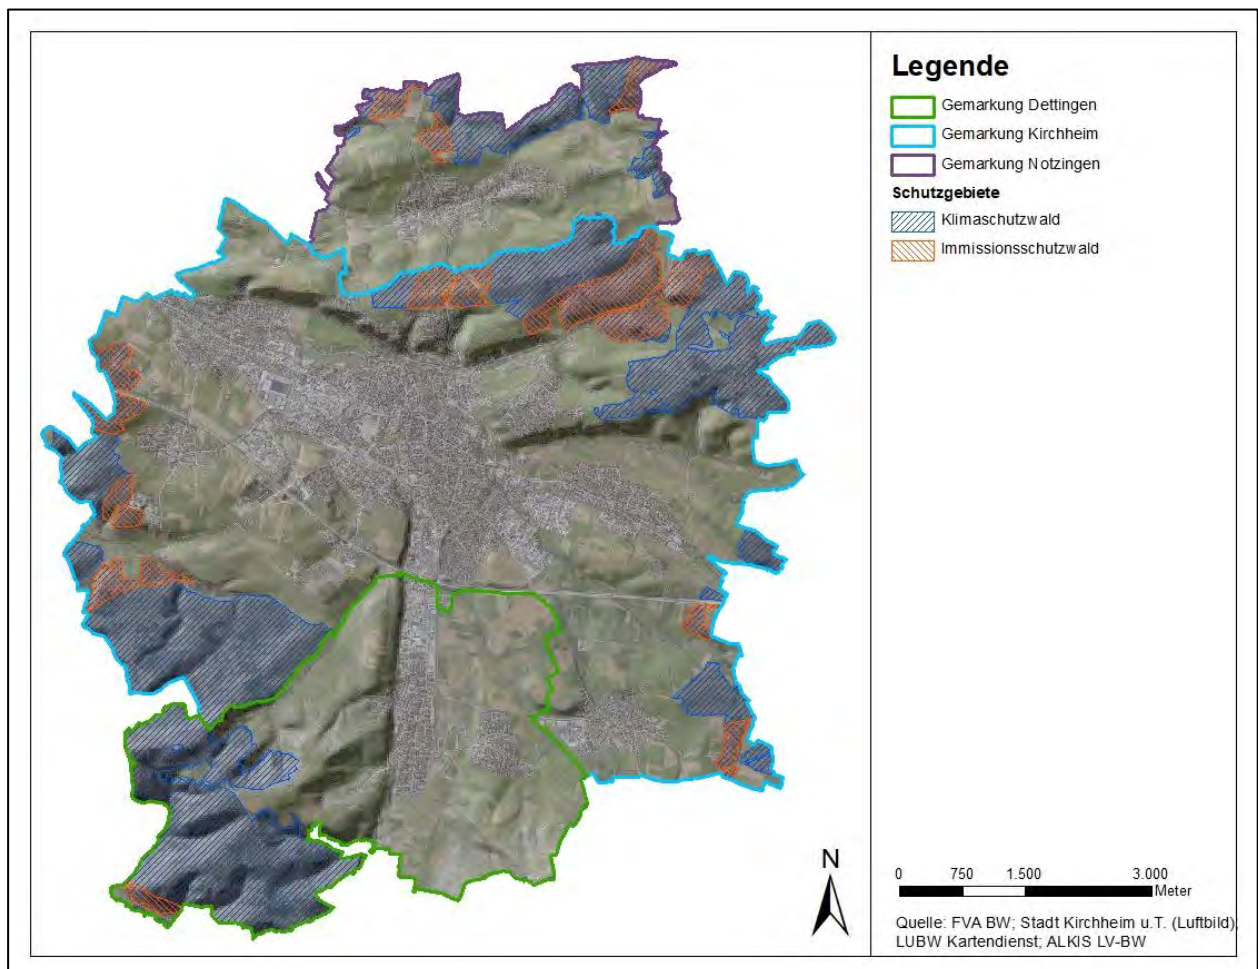 Legende
Gemarkung Dettingen
Gemarkung Kirchheim
Gemarkung Notzingen
Schutzgebiete
Klimaschutzwald
Immissionsschutzwald
N
0 750 1.500 3.000
Meter
Quelle: FVA BW; Stadt Kirchheim u.T. (Luftbild);
LUBW Kartendienst; ALKIS LV-BW